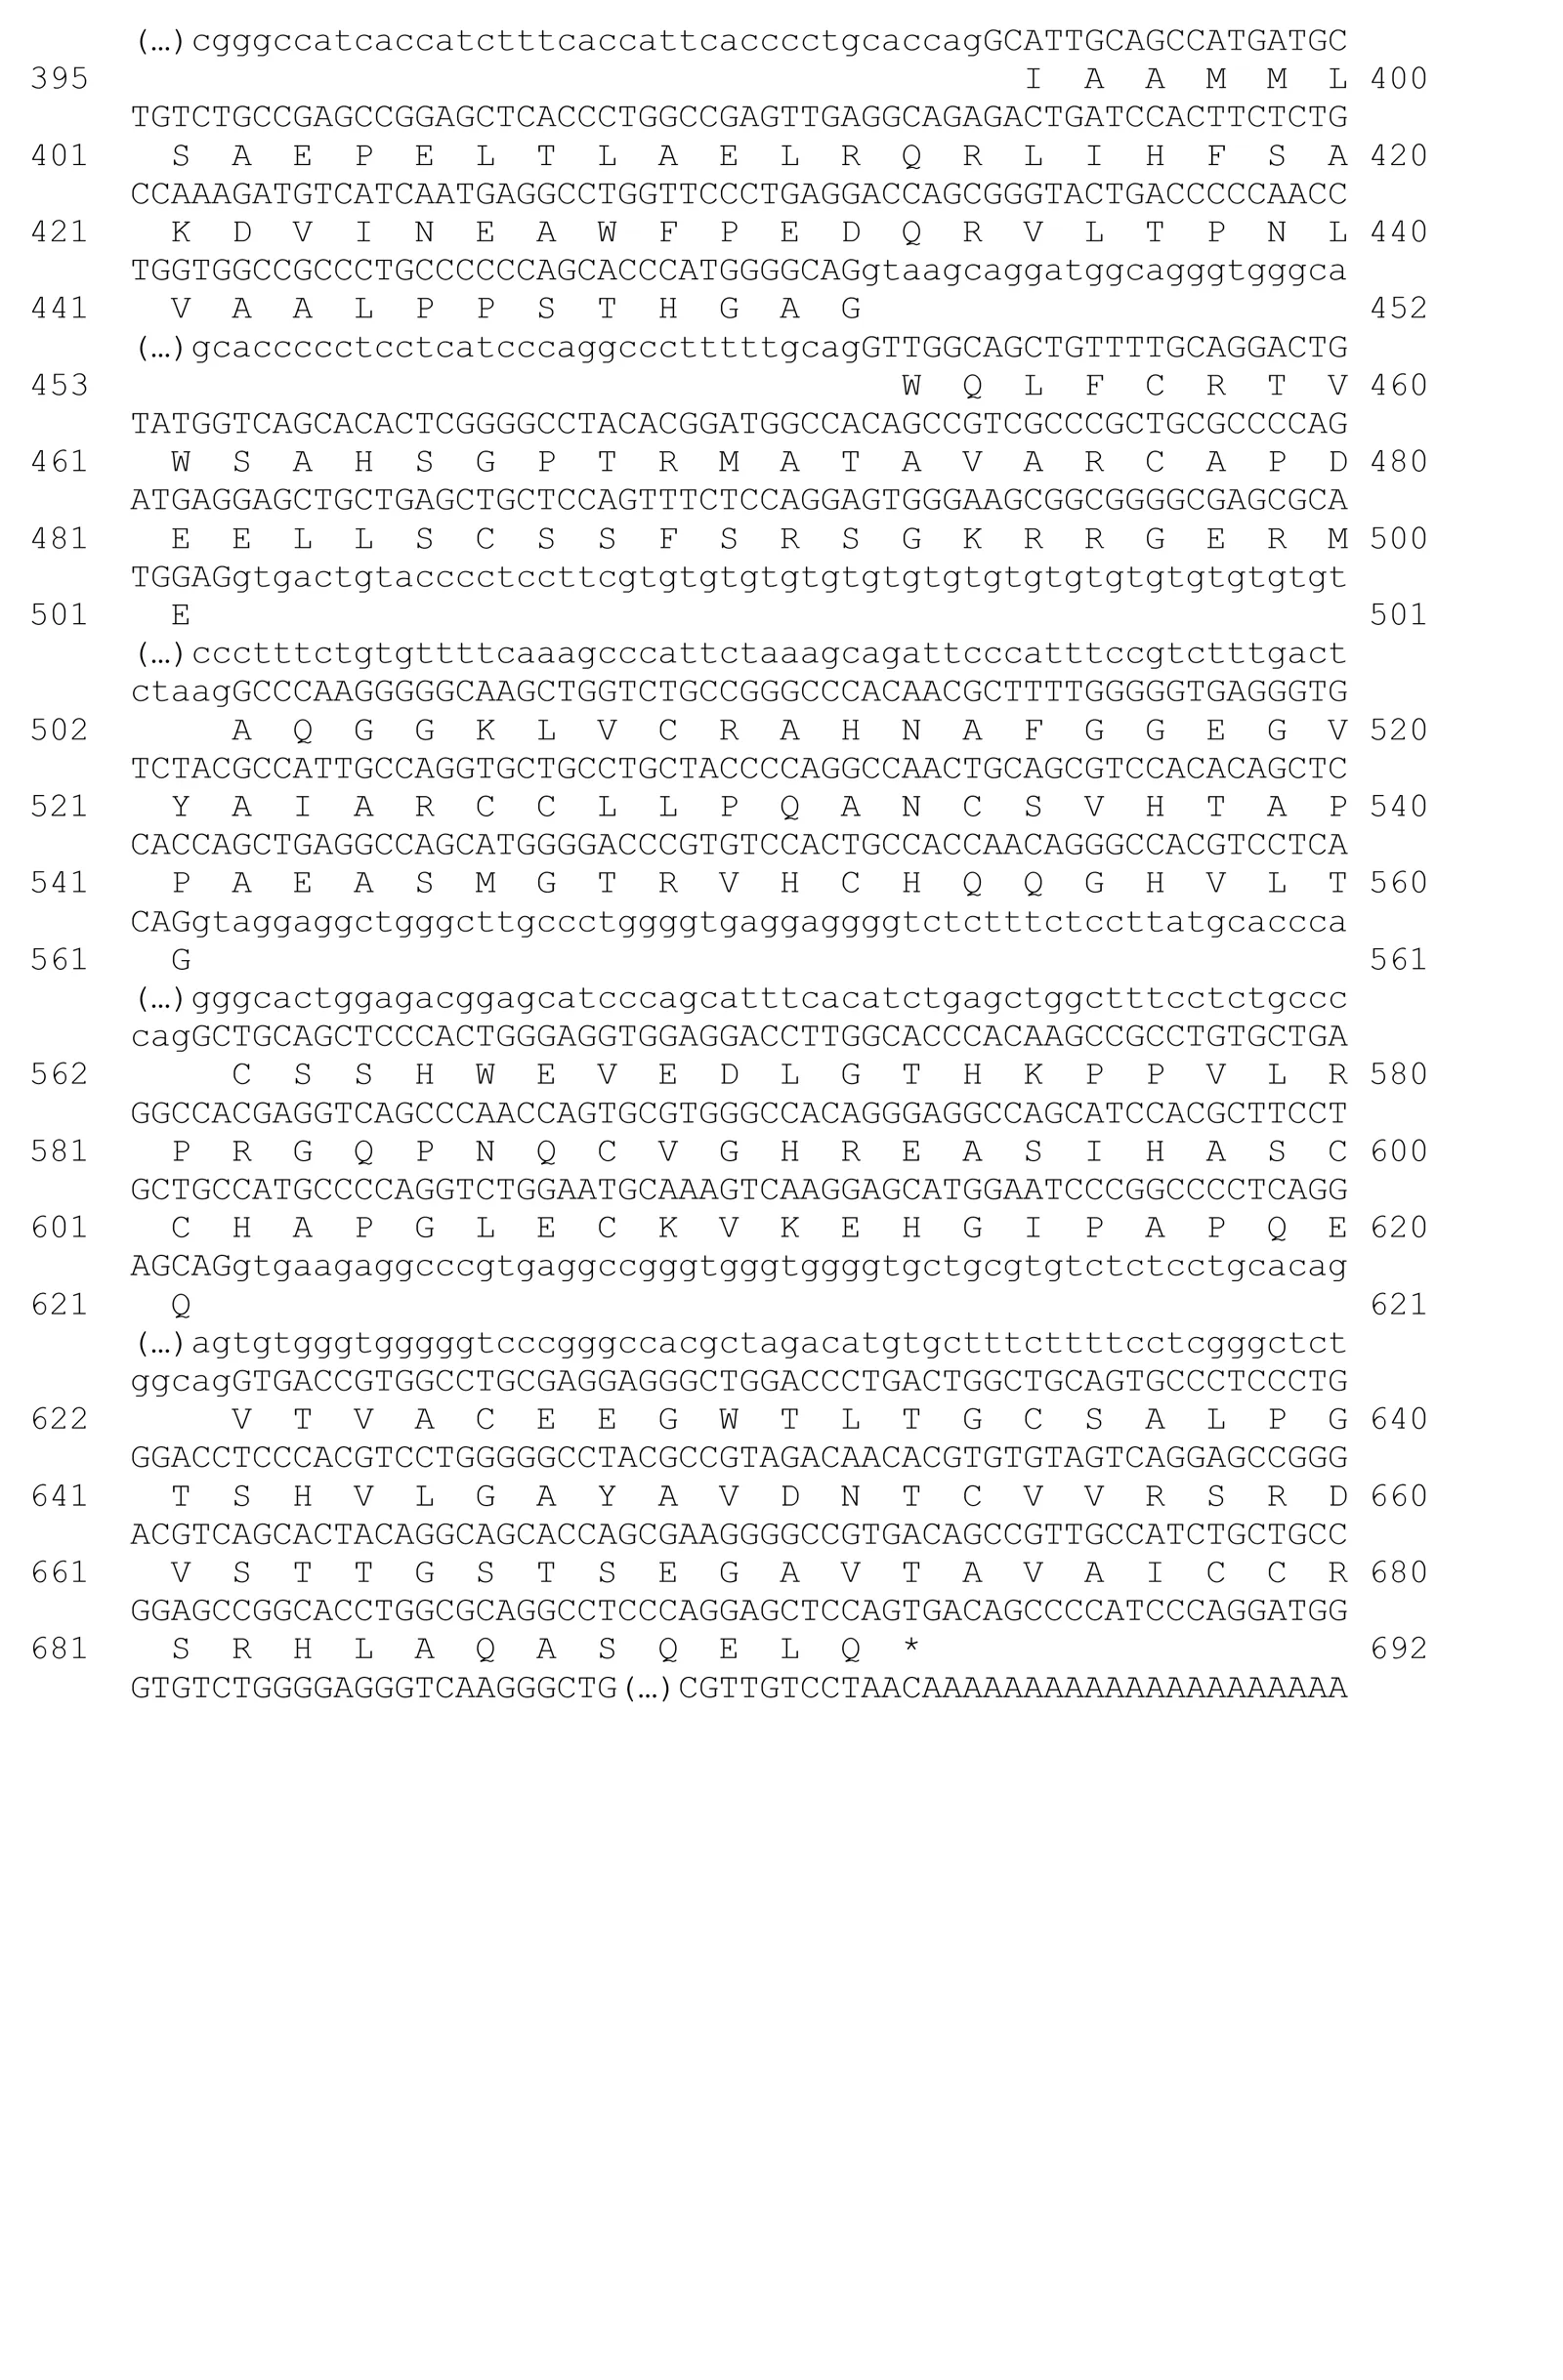 (…)cgggccatcaccatctttcaccattcacccctgcaccagGCATTGCAGCCATGATGC
395 I A A M M L 400
TGTCTGCCGAGCCGGAGCTCACCCTGGCCGAGTTGAGGCAGAGACTGATCCACTTCTCTG
401 S A E P E L T L A E L R Q R L I H F S A 420
CCAAAGATGTCATCAATGAGGCCTGGTTCCCTGAGGACCAGCGGGTACTGACCCCCAACC
421 K D V I N E A W F P E D Q R V L T P N L 440
TGGTGGCCGCCCTGCCCCCCAGCACCCATGGGGCAGgtaagcaggatggcagggtgggca
441 V A A L P P S T H G A G 452
(…)gcacccccctcctcatcccaggcccctttttgcagGTTGGCAGCTGTTTTGCAGGACTG
453 W Q L F C R T V 460
TATGGTCAGCACACTCGGGGCCTACACGGATGGCCACAGCCGTCGCCCGCTGCGCCCCAG
461 W S A H S G P T R M A T A V A R C A P D 480
ATGAGGAGCTGCTGAGCTGCTCCAGTTTCTCCAGGAGTGGGAAGCGGCGGGGCGAGCGCA
481 E E L L S C S S F S R S G K R R G E R M 500
TGGAGgtgactgtacccctccttcgtgtgtgtgtgtgtgtgtgtgtgtgtgtgtgtgtgt
501 E 501
(…)ccctttctgtgttttcaaagcccattctaaagcagattcccatttccgtctttgact
ctaagGCCCAAGGGGGCAAGCTGGTCTGCCGGGCCCACAACGCTTTTGGGGGTGAGGGTG
502 A Q G G K L V C R A H N A F G G E G V 520
TCTACGCCATTGCCAGGTGCTGCCTGCTACCCCAGGCCAACTGCAGCGTCCACACAGCTC
521 Y A I A R C C L L P Q A N C S V H T A P 540
CACCAGCTGAGGCCAGCATGGGGACCCGTGTCCACTGCCACCAACAGGGCCACGTCCTCA
541 P A E A S M G T R V H C H Q Q G H V L T 560
CAGgtaggaggctgggcttgccctggggtgaggaggggtctctttctccttatgcaccca
561 G 561
(…)gggcactggagacggagcatcccagcatttcacatctgagctggctttcctctgccc
cagGCTGCAGCTCCCACTGGGAGGTGGAGGACCTTGGCACCCACAAGCCGCCTGTGCTGA
562 C S S H W E V E D L G T H K P P V L R 580
GGCCACGAGGTCAGCCCAACCAGTGCGTGGGCCACAGGGAGGCCAGCATCCACGCTTCCT
581 P R G Q P N Q C V G H R E A S I H A S C 600
GCTGCCATGCCCCAGGTCTGGAATGCAAAGTCAAGGAGCATGGAATCCCGGCCCCTCAGG
601 C H A P G L E C K V K E H G I P A P Q E 620
AGCAGgtgaagaggcccgtgaggccgggtgggtggggtgctgcgtgtctctcctgcacag
621 Q 621
(…)agtgtgggtgggggtcccgggccacgctagacatgtgctttcttttcctcgggctct
ggcagGTGACCGTGGCCTGCGAGGAGGGCTGGACCCTGACTGGCTGCAGTGCCCTCCCTG
622 V T V A C E E G W T L T G C S A L P G 640
GGACCTCCCACGTCCTGGGGGCCTACGCCGTAGACAACACGTGTGTAGTCAGGAGCCGGG
641 T S H V L G A Y A V D N T C V V R S R D 660
ACGTCAGCACTACAGGCAGCACCAGCGAAGGGGCCGTGACAGCCGTTGCCATCTGCTGCC
661 V S T T G S T S E G A V T A V A I C C R 680
GGAGCCGGCACCTGGCGCAGGCCTCCCAGGAGCTCCAGTGACAGCCCCATCCCAGGATGG
681 S R H L A Q A S Q E L Q * 692
GTGTCTGGGGAGGGTCAAGGGCTG(…)CGTTGTCCTAACAAAAAAAAAAAAAAAAAAAAA